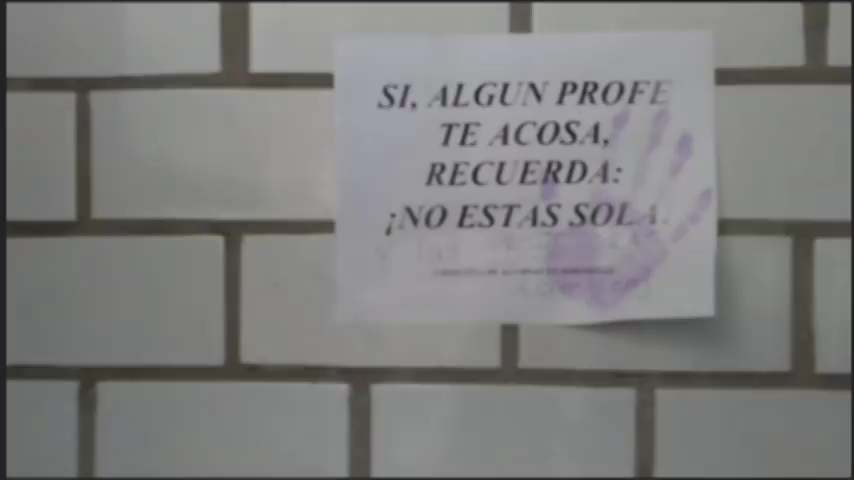 SI, ALGUN PROFE
TE ACOSA,
RECUERDA:
¡NO ESTAS SOLA.